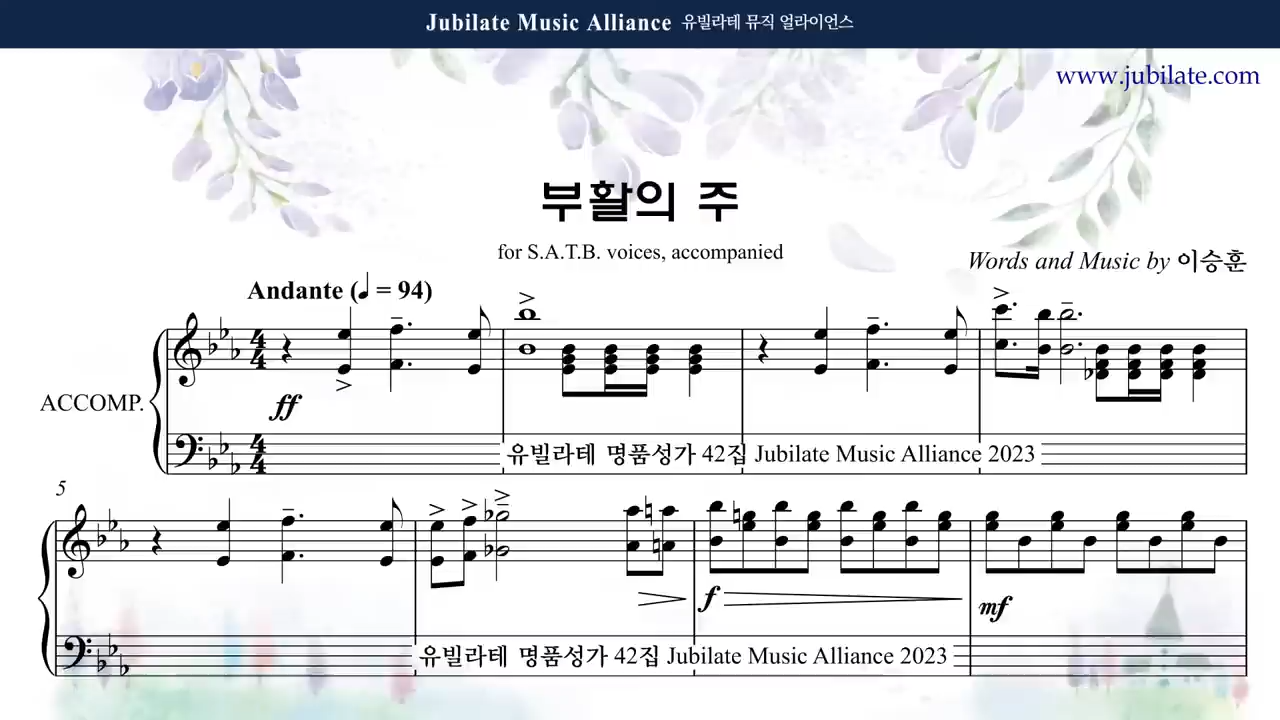 Jubilate Music Alliance 유빌라테 뮤직 얼라이언스
www.jubilate.com
부활의 주
for S.A.T.B. voices, accompanied
Words and Music by 이승훈
Andante (♩ = 94)
ACCOMP.
ff
유빌라테 명품성가 42집 Jubilate Music Alliance 2023
5
f
mf
유빌라테 명품성가 42집 Jubilate Music Alliance 2023